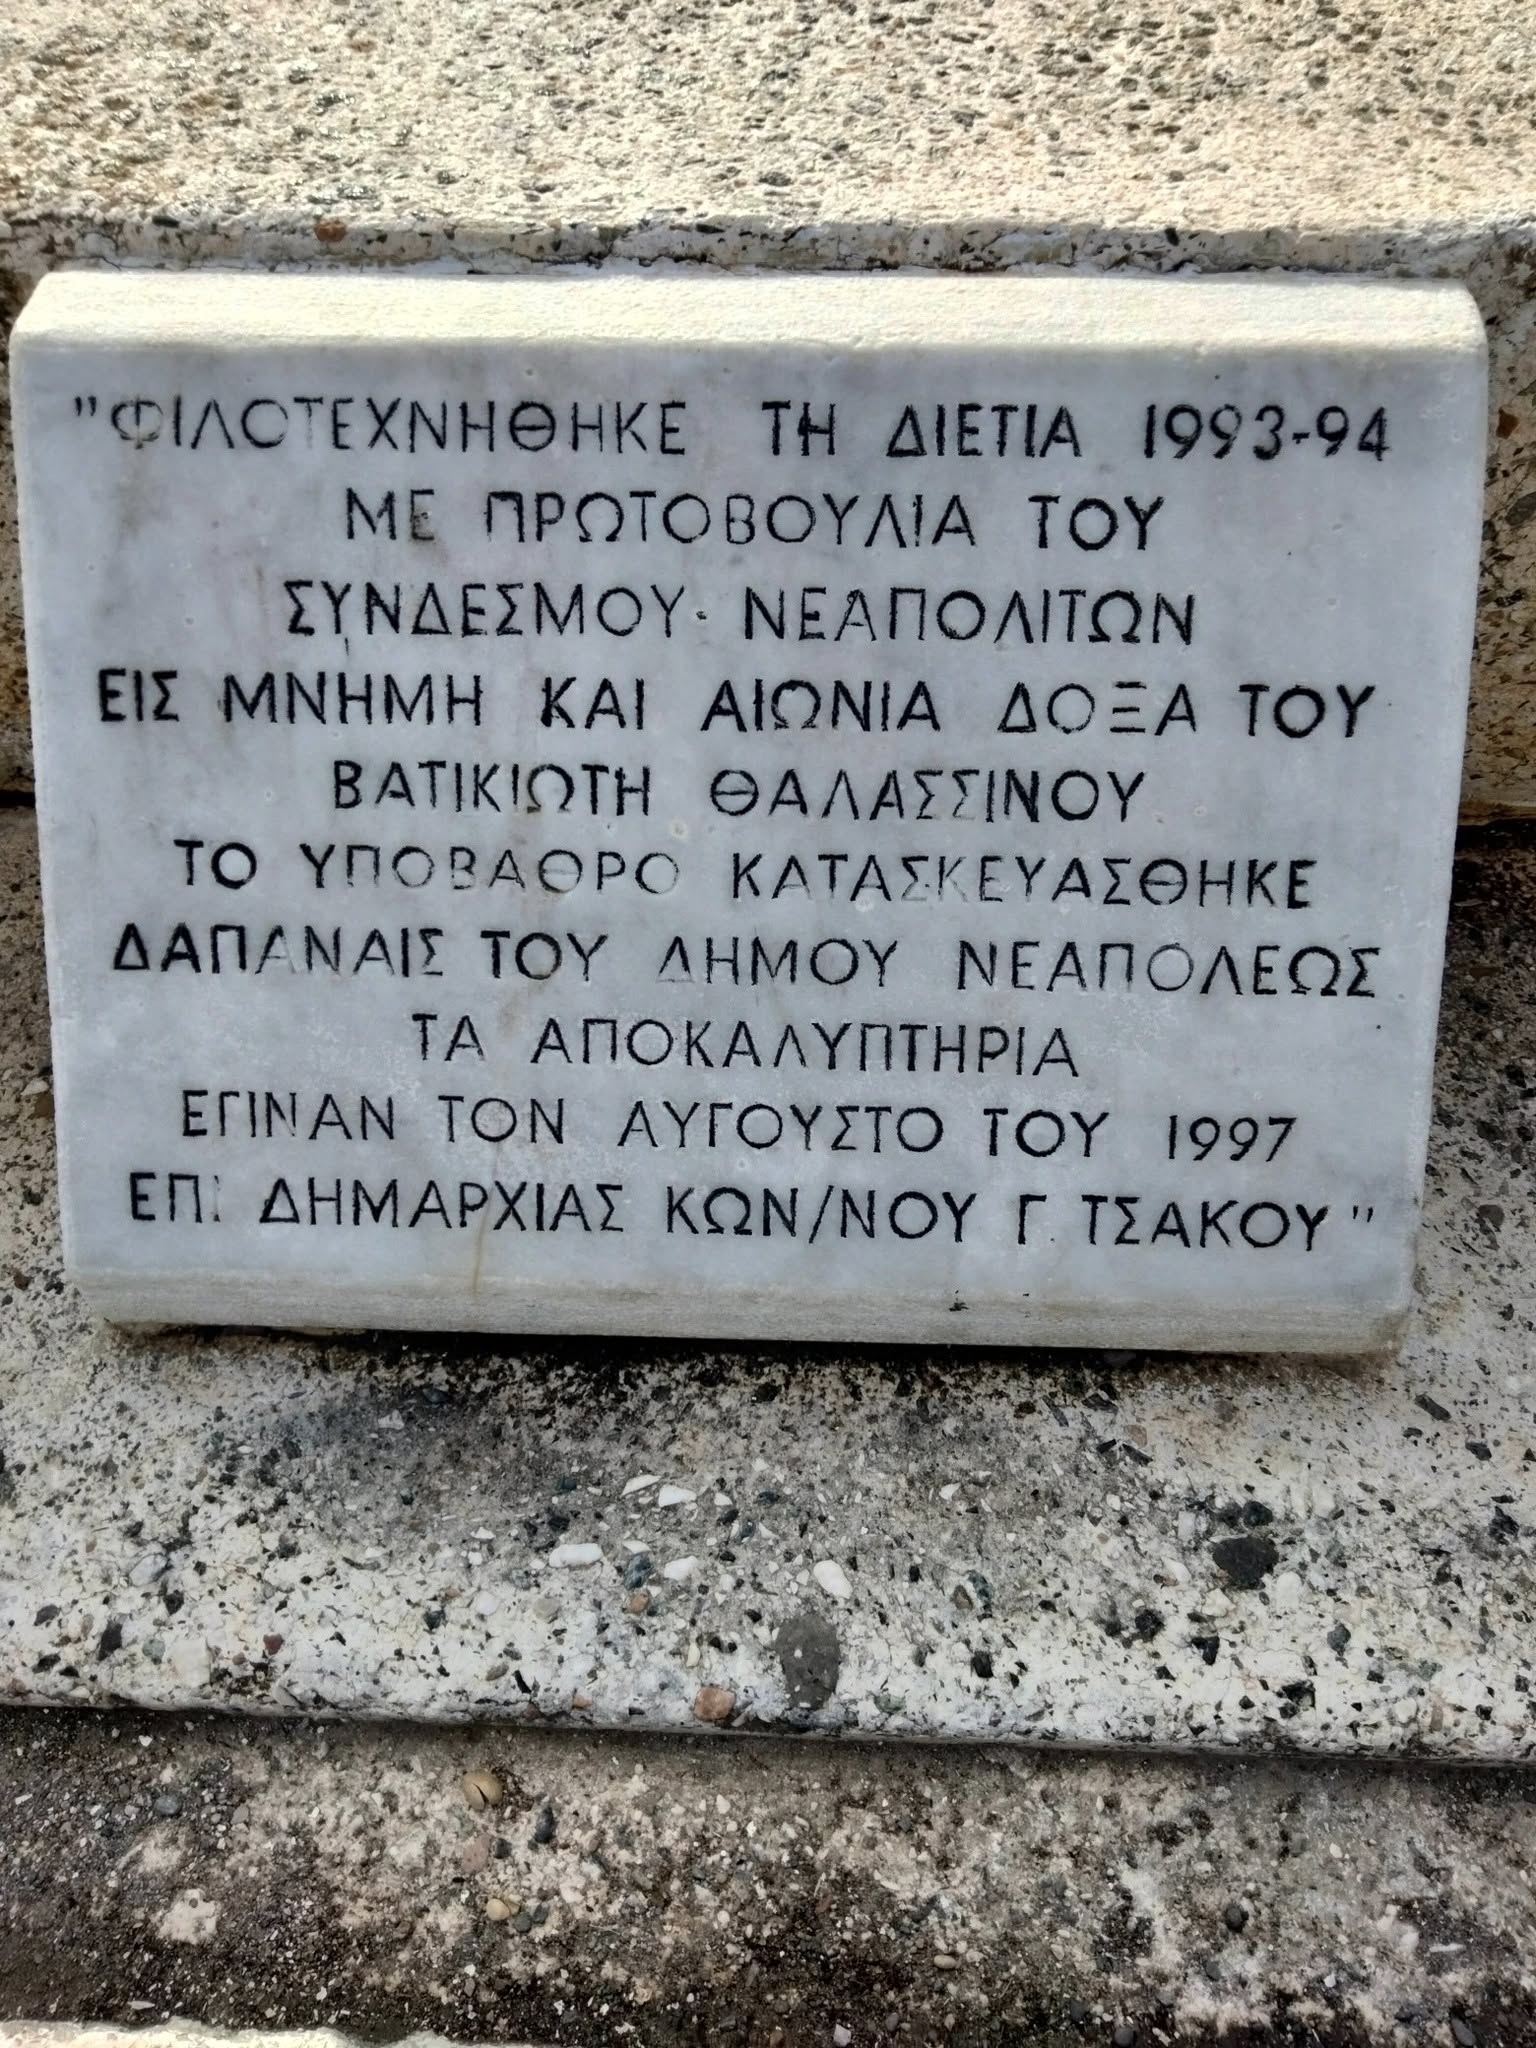 "ΦΙΛΟΤΕΧΝΗΘΗΚΕ ΤΗ ΔΙΕΤΙΑ 1993-94
ΜΕ ΠΡΩΤΟΒΟΥΛΙΑ ΤΟΥ
ΣΥΝΔΕΣΜΟΥ ΝΕΑΠΟΛΙΤΩΝ
ΕΙΣ ΜΝΗΜΗ ΚΑΙ ΑΙΩΝΙΑ ΔΟΞΑ ΤΟΥ
ΒΑΤΙΚΙΩΤΗ ΘΑΛΑΣΣΙΝΟΥ
ΤΟ ΥΠΟΒΑΘΡΟ ΚΑΤΑΣΚΕΥΑΣΘΗΚΕ
ΔΑΠΑΝΑΙΣ ΤΟΥ ΔΗΜΟΥ ΝΕΑΠΟΛΕΩΣ
ΤΑ ΑΠΟΚΑΛΥΠΤΗΡΙΑ
ΕΓΙΝΑΝ ΤΟΝ ΑΥΓΟΥΣΤΟ ΤΟΥ 1997
ΕΠΙ ΔΗΜΑΡΧΙΑΣ ΚΩΝ/ΝΟΥ Γ. ΤΣΑΚΟΥ"